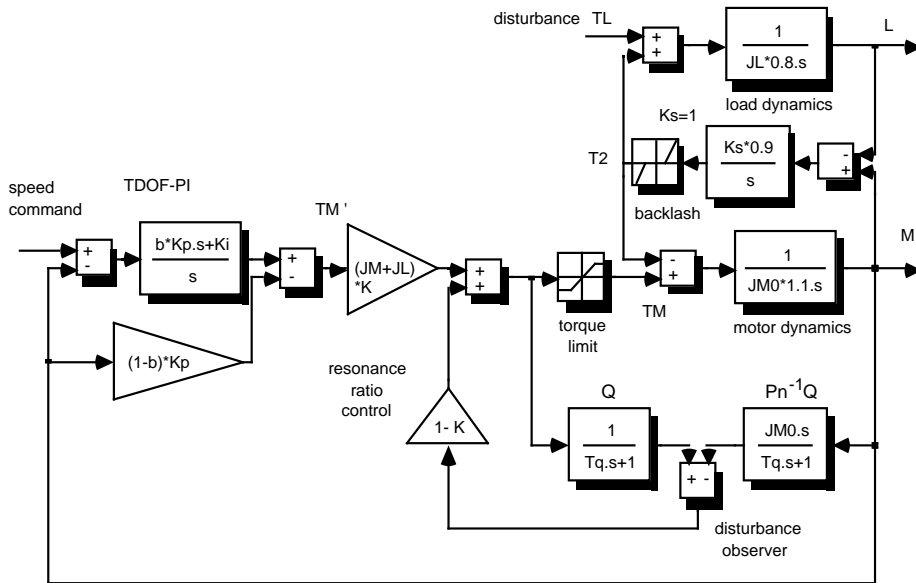 disturbance TL
L
+
+
1
JL*0.8.s
load dynamics
Ks=1
T2
backlash
Ks*0.9
s
-
+
speed
command
TDOF-PI
+
-
b*Kp.s+Ki
s
+
-
TM '
(JM+JL)
*K
+
+
torque
limit
-
+
TM
1
JM0*1.1.s
motor dynamics
M
(1-b)*Kp
resonance
ratio
control
1- K
Q
1
Tq.s+1
Pn-1Q
JM0.s
Tq.s+1
+ -
disturbance
observer